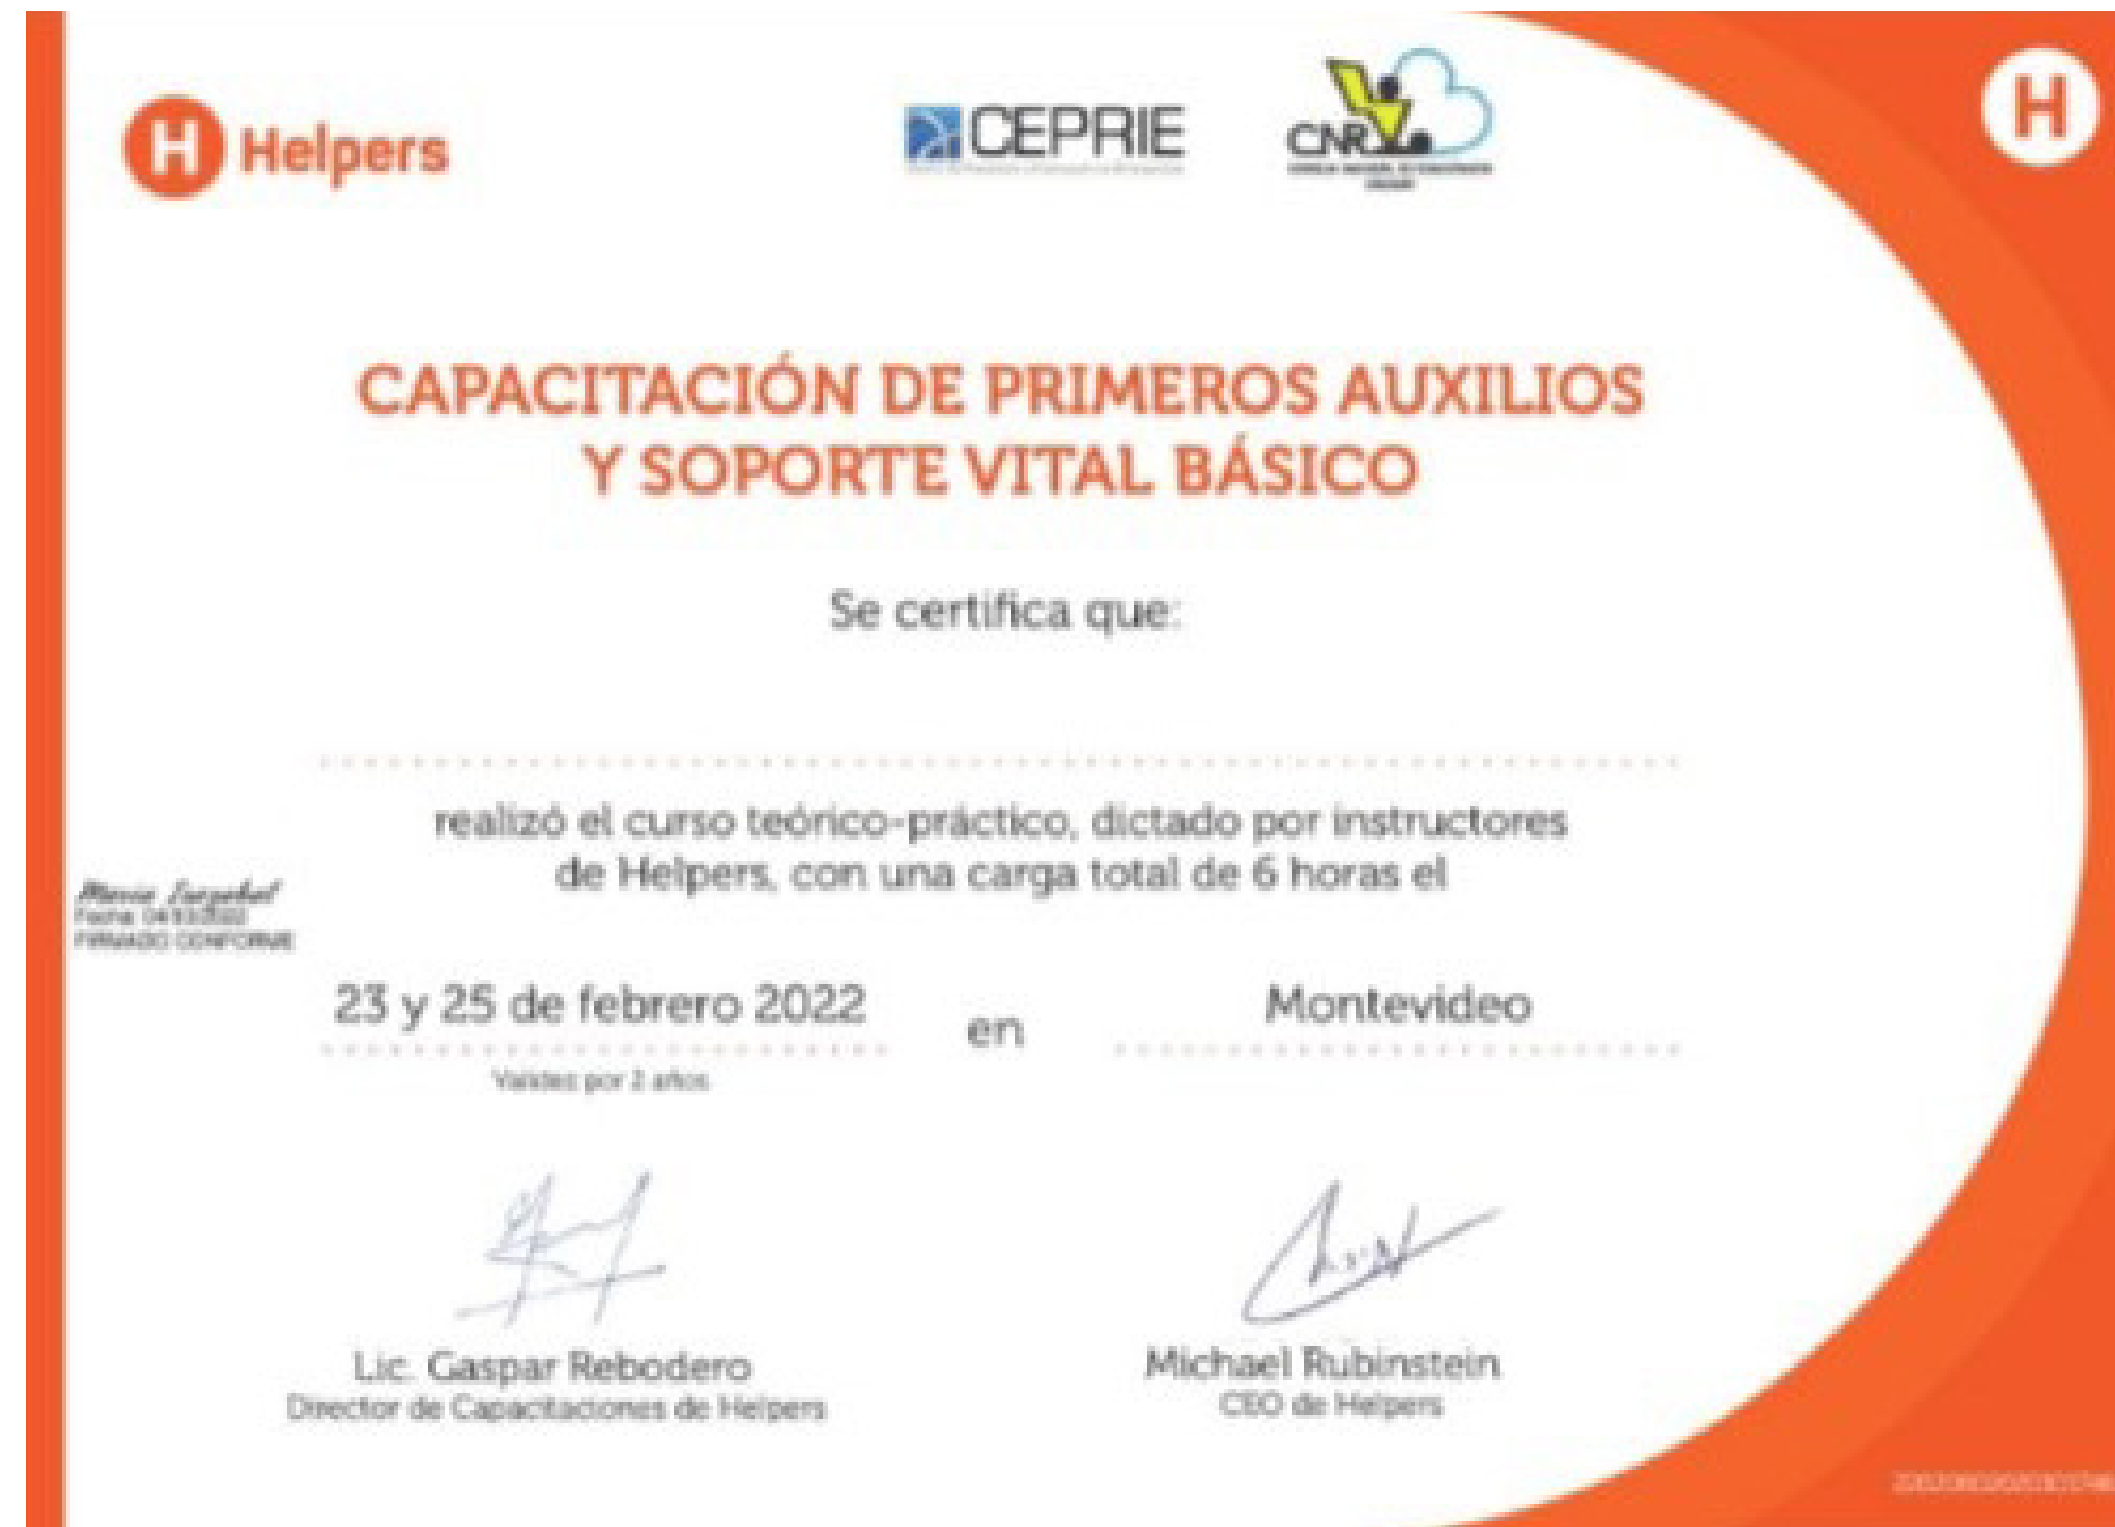 H Helpers
CEPRIE
CNR
H
CAPACITACIÓN DE PRIMEROS AUXILIOS
Y SOPORTE VITAL BÁSICO
Se certifica que:
realizó el curso teórico-práctico, dictado por instructores
de Helpers, con una carga total de 6 horas el
FIRMADO CONFORME
23 y 25 de febrero 2022 en Montevideo
Validez por 2 años
Lic. Gaspar Rebodero
Director de Capacitaciones de Helpers
Michael Rubinstein
CEO de Helpers